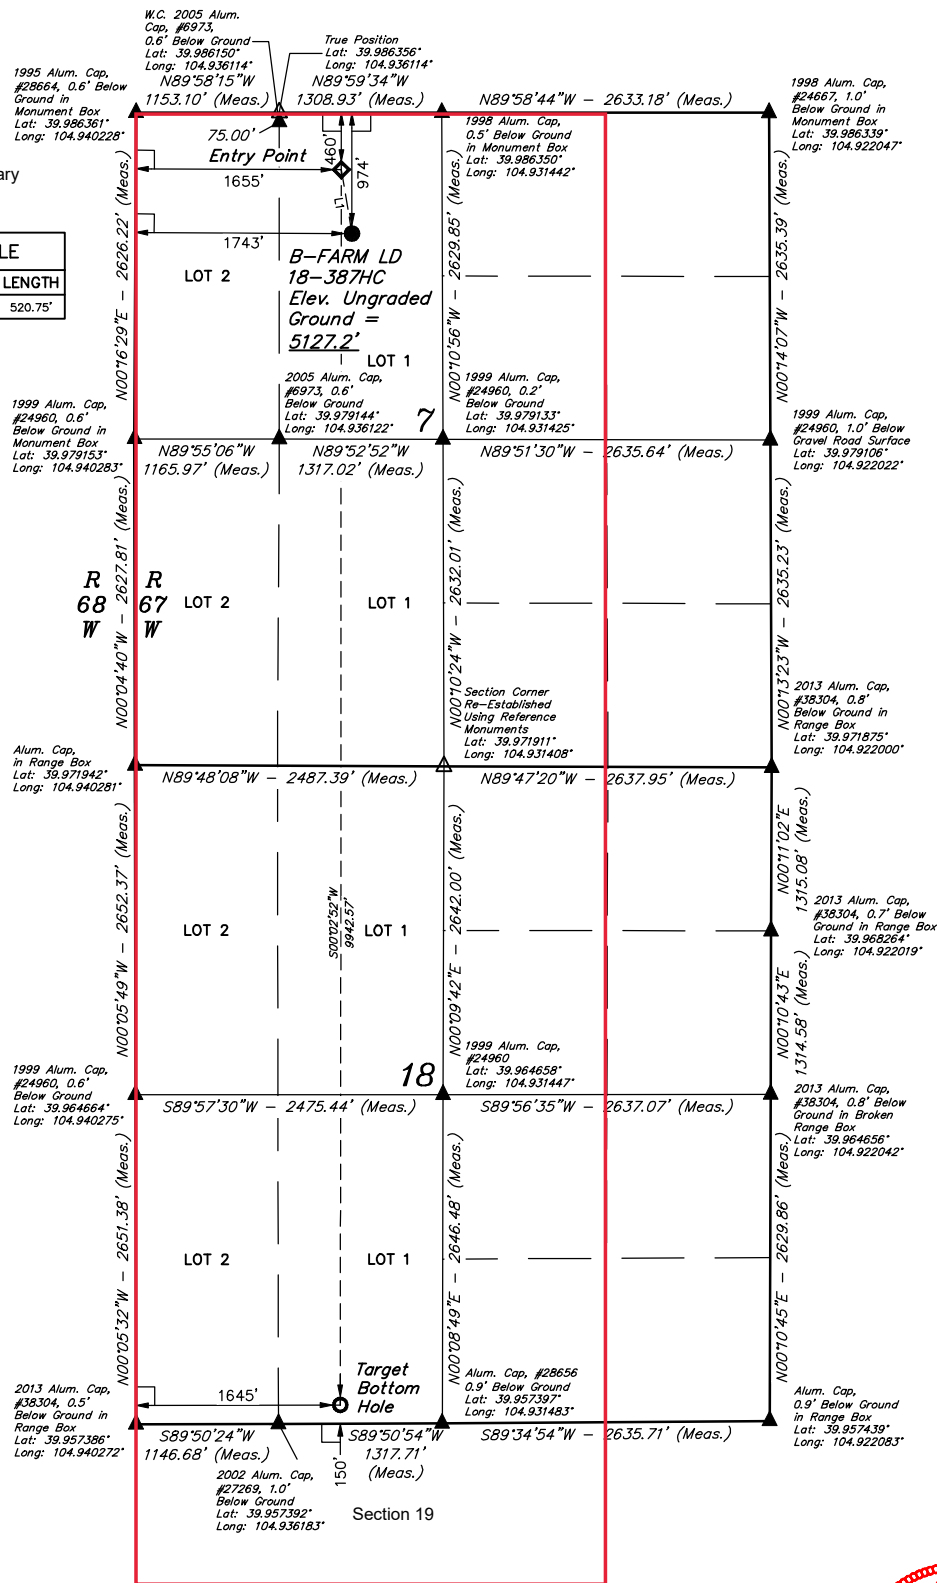 W.C. 2005 Alum.
Cap, #6973,
0.6' Below Ground
Lat: 39.986150°
Long: 104.936114°
True Position
Lat: 39.986356°
Long: 104.936114°
1995 Alum. Cap,
#28664, 0.6' Below
Ground in
Monument Box
Lat: 39.986361°
Long: 104.940228°
N89°58'15"W
1153.10' (Meas.)
N89°59'34"W
1308.93' (Meas.)
N89°58'44"W - 2633.18' (Meas.)
1998 Alum. Cap,
#24667, 1.0'
Below Ground in
Monument Box
Lat: 39.986339°
Long: 104.922047°
75.00'
1998 Alum. Cap,
0.5' Below Ground
in Monument Box
Lat: 39.986350°
Long: 104.931442°
ary
Entry Point
460'
974'
1655'
L1
1743'
LE
LENGTH
520.75'
N00°16'29"E - 2626.22' (Meas.)
LOT 2
B-FARM LD
18-387HC
Elev. Ungraded
Ground =
5127.2'
LOT 1
N00°10'56"W - 2629.85' (Meas.)
N00°14'07"W - 2635.39' (Meas.)
1999 Alum. Cap,
#24960, 0.6'
Below Ground in
Monument Box
Lat: 39.979153°
Long: 104.940283°
2005 Alum. Cap,
#6973, 0.6'
Below Ground
Lat: 39.979144°
Long: 104.936122°
7
1999 Alum. Cap,
#24960, 0.2'
Below Ground
Lat: 39.979133°
Long: 104.931425°
1999 Alum. Cap,
#24960, 1.0' Below
Gravel Road Surface
Lat: 39.979106°
Long: 104.922022°
N89°55'06"W
1165.97' (Meas.)
N89°52'52"W
1317.02' (Meas.)
N89°51'30"W - 2635.64' (Meas.)
R
68
W
R
67
W
N00°04'40"W - 2627.81' (Meas.)
LOT 2
LOT 1
N00°10'24"W - 2632.01' (Meas.)
N00°13'23"W - 2635.23' (Meas.)
Section Corner
Re-Established
Using Reference
Monuments
Lat: 39.971911°
Long: 104.931408°
2013 Alum. Cap,
#38304, 0.8'
Below Ground in
Range Box
Lat: 39.971875°
Long: 104.922000°
Alum. Cap,
in Range Box
Lat: 39.971942°
Long: 104.940281°
N89°48'08"W - 2487.39' (Meas.)
N89°47'20"W - 2637.95' (Meas.)
N00°05'49"W - 2652.37' (Meas.)
LOT 2
S00°02'52"W
9942.57'
LOT 1
N00°09'42"E - 2642.00' (Meas.)
N00°11'02"E
1315.08' (Meas.)
2013 Alum. Cap,
#38304, 0.7' Below
Ground in Range Box
Lat: 39.968264°
Long: 104.922019°
N00°10'43"E
1314.58' (Meas.)
1999 Alum. Cap,
#24960, 0.6'
Below Ground
Lat: 39.964664°
Long: 104.940275°
18
1999 Alum. Cap,
#24960
Lat: 39.964658°
Long: 104.931447°
2013 Alum. Cap,
#38304, 0.8' Below
Ground in Broken
Range Box
Lat: 39.964656°
Long: 104.922042°
S89°57'30"W - 2475.44' (Meas.)
S89°56'35"W - 2637.07' (Meas.)
N00°05'32"W - 2651.38' (Meas.)
LOT 2
LOT 1
N00°08'49"E - 2646.48' (Meas.)
N00°10'45"E - 2629.86' (Meas.)
1645'
Target
Bottom
Hole
Alum. Cap, #28656
0.9' Below Ground
Lat: 39.957397°
Long: 104.931483°
2013 Alum. Cap,
#38304, 0.5'
Below Ground in
Range Box
Lat: 39.957386°
Long: 104.940272°
Alum. Cap,
0.9' Below Ground
in Range Box
Lat: 39.957439°
Long: 104.922083°
S89°50'24"W
1146.68' (Meas.)
S89°50'54"W
1317.71'
(Meas.)
S89°34'54"W - 2635.71' (Meas.)
150'
2002 Alum. Cap,
#27269, 1.0'
Below Ground
Lat: 39.957392°
Long: 104.936183°
Section 19